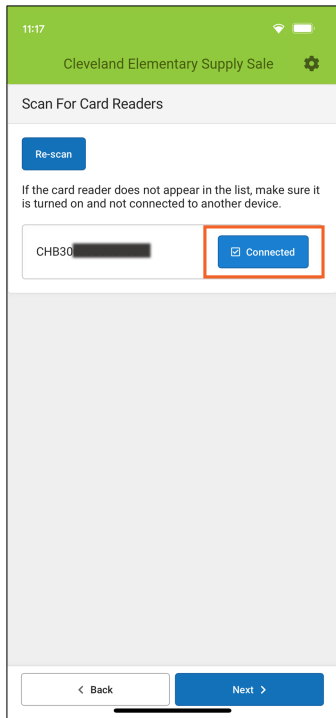 11:17
Cleveland Elementary Supply Sale
Scan For Card Readers
Re-scan
If the card reader does not appear in the list, make sure it
is turned on and not connected to another device.
CHB30
Connected
Back
Next